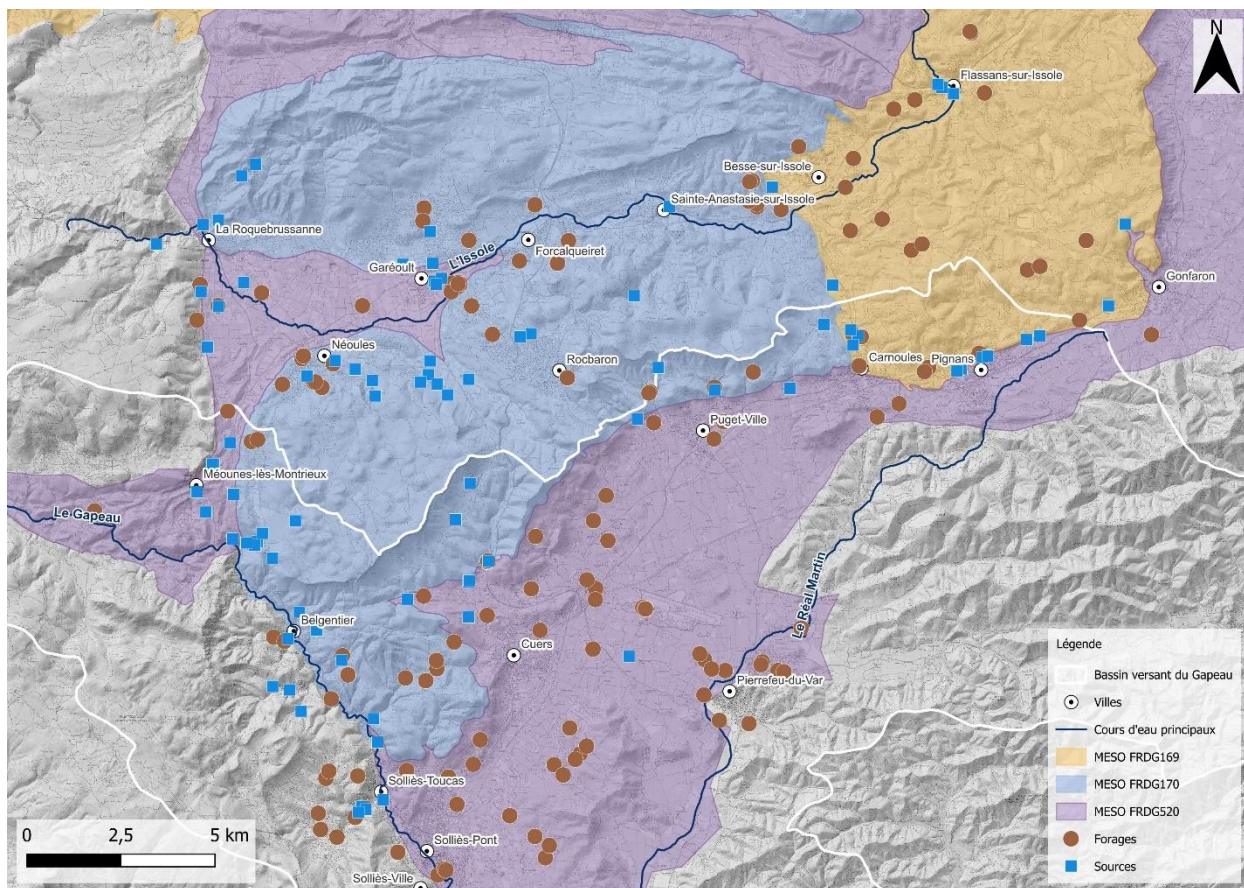 N
Flassans-sur-Issole
Besse-sur-Issole
Sainte-Anastasie-sur-Issole
La Roquebrussanne
L'Issole
Forcalqueiret
Garéoult
Gonfaron
Néoules
Rocbaron
Carnoules
Pignans
Puget-Ville
Méounes-lès-Montrieux
Le Gapeau
Le Réal Martin
Belgentier
Cuers
Pierrefeu-du-Var
Solliès-Toucas
Solliès-Pont
Solliès-Ville
0 2,5 5 km
Légende
Bassin versant du Gapeau
Villes
Cours d'eau principaux
MESO FRDG169
MESO FRDG170
MESO FRDG520
Forages
Sources